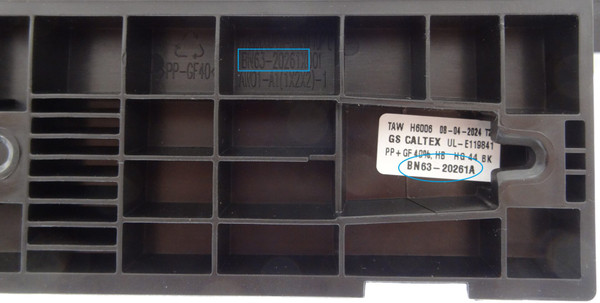 BN63-20261
PP-GF40
TAW H6006 08-04-2024 T2
GS CALTEX UL-E119841
PP+GF40%, HB HG 44 BK
BN63-20261A